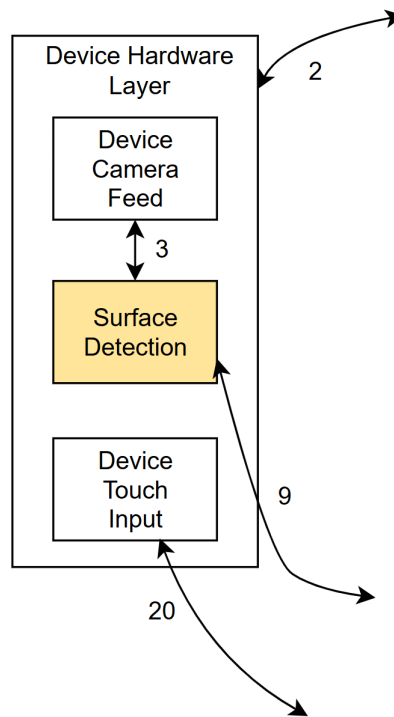 Device Hardware
Layer
2
Device
Camera
Feed
3
Surface
Detection
Device
Touch
Input
9
20